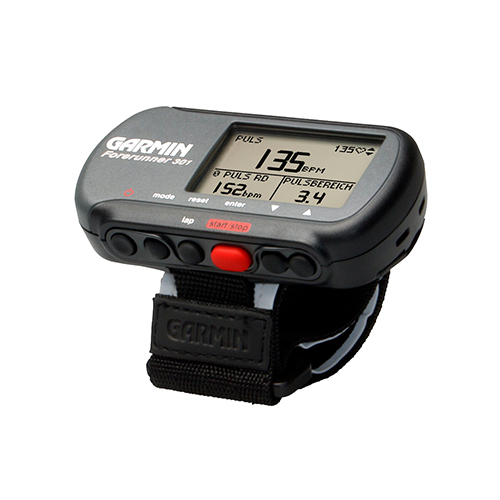 GARMIN
Forerunner 301
PULS
135
135BPM
Ø PULS RD
152bpm
PULSBEREICH
3.4
mode reset enter
lap start/stop
GARMIN